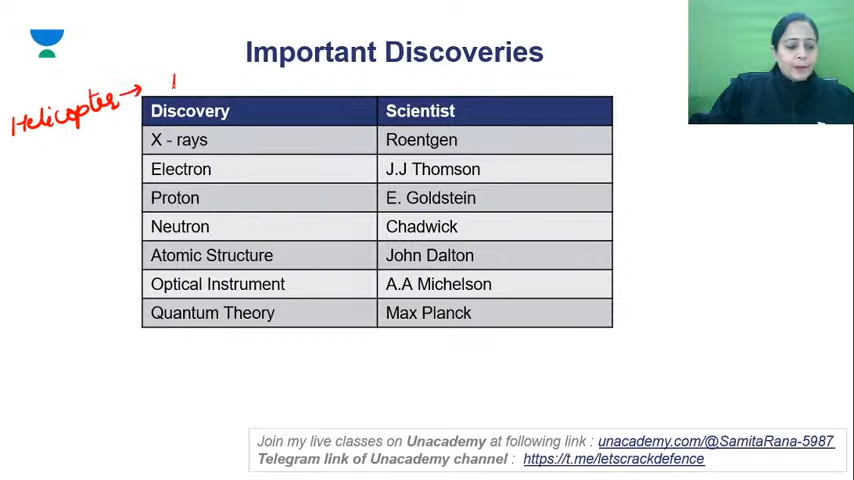 Important Discoveries
Helicopter →
Discovery Scientist
X - rays Roentgen
Electron J.J Thomson
Proton E. Goldstein
Neutron Chadwick
Atomic Structure John Dalton
Optical Instrument A.A Michelson
Quantum Theory Max Planck
Join my live classes on Unacademy at following link : unacademy.com/@SamitaRana-5987
Telegram link of Unacademy channel : https://t.me/letscrackdefence